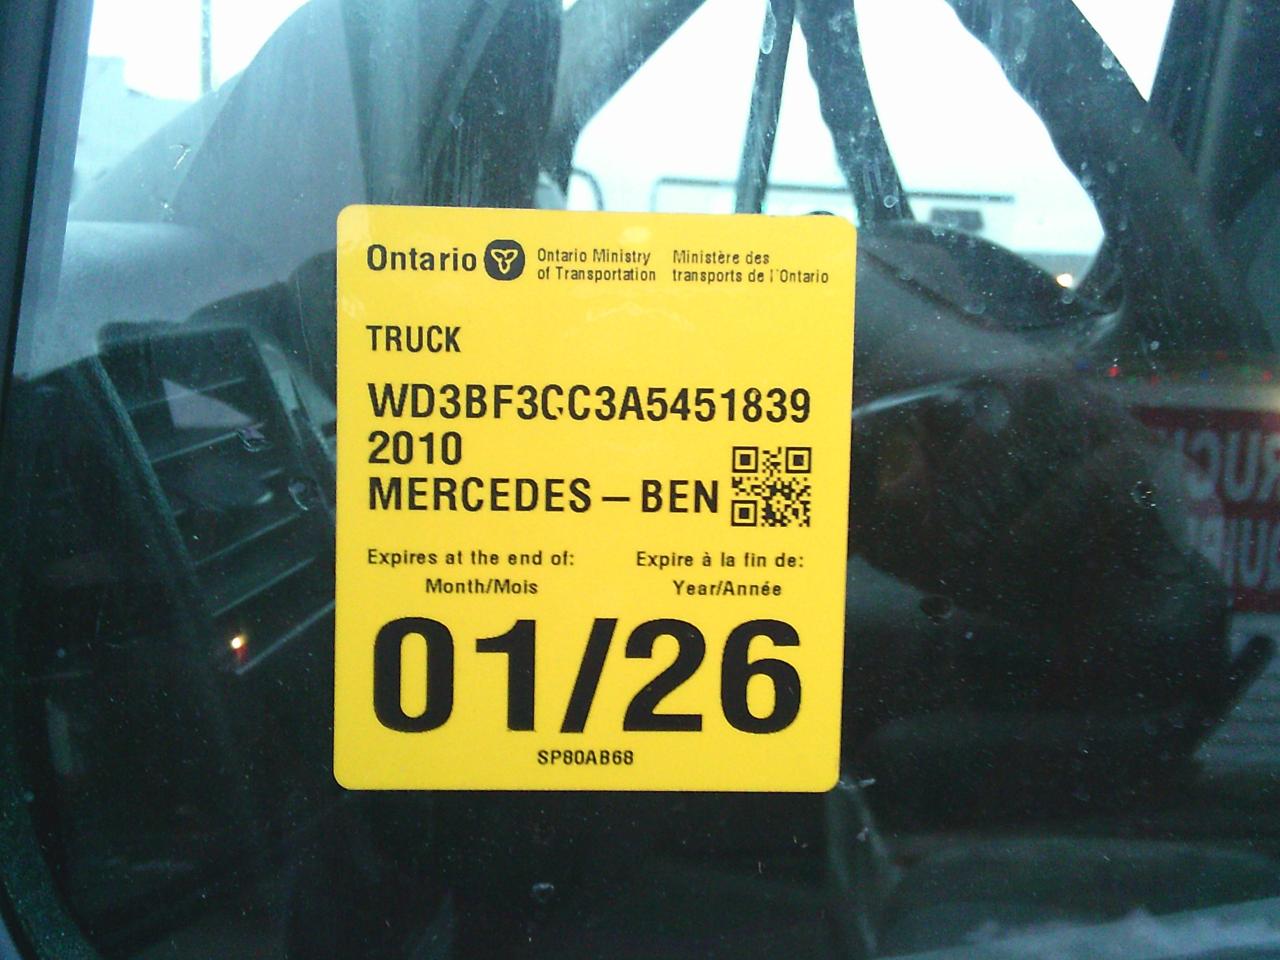 Ontario
Ontario Ministry
of Transportation
Ministère des
transports de l'Ontario
TRUCK
WD3BF3CC3A5451839
2010
MERCEDES – BEN
Expires at the end of:
Month/Mois
Expire à la fin de:
Year/Année
01/26
SP80AB68